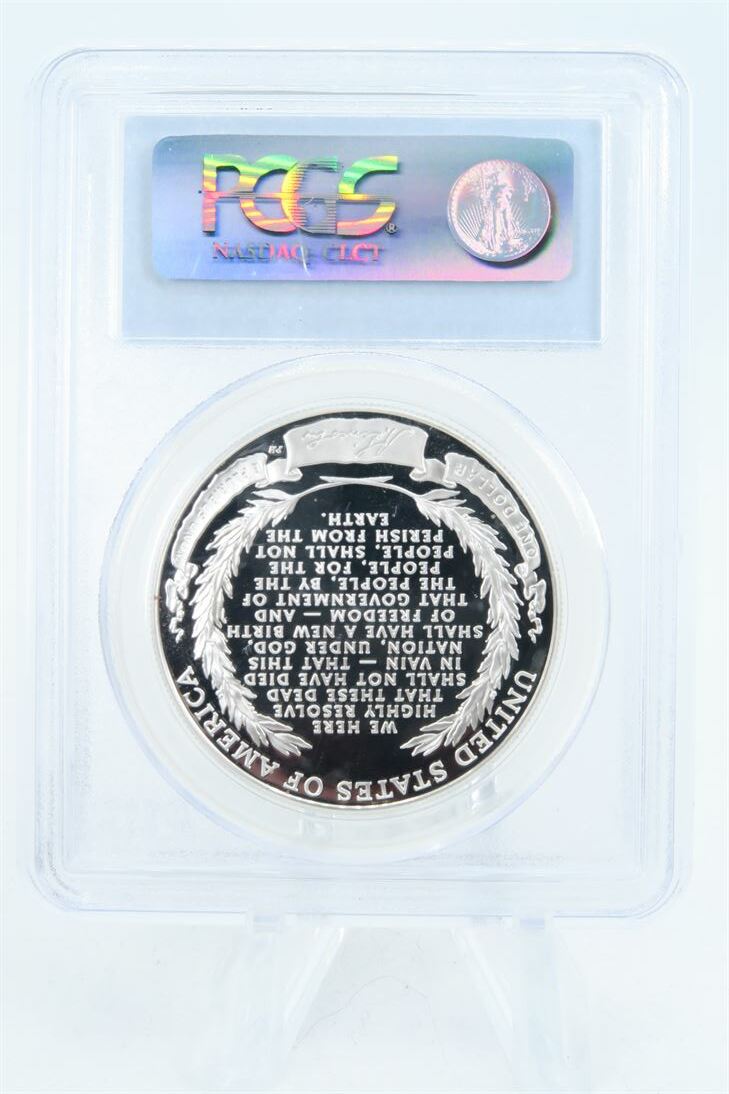 PCGS®
NASDAQ CLCT
UNITED STATES OF AMERICA
WE HERE
HIGHLY RESOLVE
THAT THESE DEAD
SHALL NOT HAVE DIED
IN VAIN — THAT THIS
NATION, UNDER GOD,
SHALL HAVE A NEW BIRTH
OF FREEDOM — AND
THAT GOVERNMENT OF
THE PEOPLE, BY THE
PEOPLE, FOR THE
PEOPLE, SHALL NOT
PERISH FROM THE
EARTH.
ONE DOLLAR